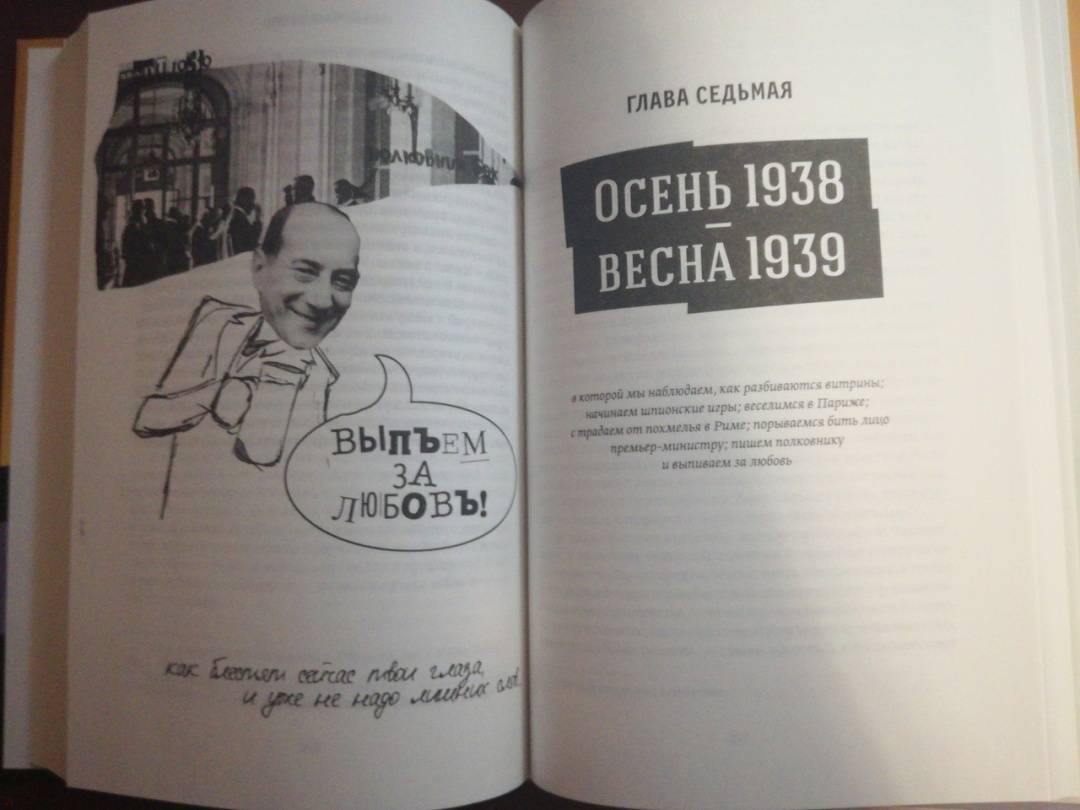 ВЫПЪЕМ
ЗА
ЛЮБОВЪ!
как блестят сейчас твои глаза,
и уже не надо лишних слов
ГЛАВА СЕДЬМАЯ
ОСЕНЬ 1938
–
ВЕСНА 1939
в которой мы наблюдаем, как разбиваются витрины;
начинаем шпионские игры; веселимся в Париже;
страдаем от похмелья в Риме; порываемся бить лицо
премьер-министру; пишем полковнику
и выпиваем за любовь